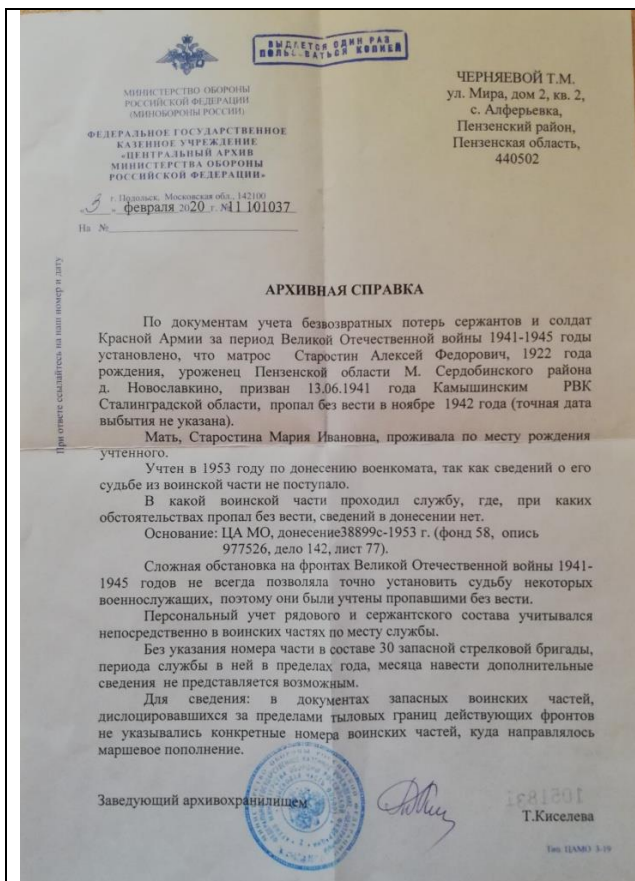 ВЫДАЕТСЯ ОДИН РАЗ
ПОЛЬЗОВАТЬСЯ КОПИЕЙ
МИНИСТЕРСТВО ОБОРОНЫ
РОССИЙСКОЙ ФЕДЕРАЦИИ
(МИНОБОРОНЫ РОССИИ)
ФЕДЕРАЛЬНОЕ ГОСУДАРСТВЕННОЕ
КАЗЕННОЕ УЧРЕЖДЕНИЕ
«ЦЕНТРАЛЬНЫЙ АРХИВ
МИНИСТЕРСТВА ОБОРОНЫ
РОССИЙСКОЙ ФЕДЕРАЦИИ»
г. Подольск, Московская обл., 142100
«3» февраля 2020 г. №11 101037
На №
ЧЕРНЯЕВОЙ Т.М.
ул. Мира, дом 2, кв. 2,
с. Алферьевка,
Пензенский район,
Пензенская область,
440502
При ответе ссылайтесь на наш номер и дату
АРХИВНАЯ СПРАВКА
По документам учета безвозвратных потерь сержантов и солдат
Красной Армии за период Великой Отечественной войны 1941-1945 годы
установлено, что матрос Старостин Алексей Федорович, 1922 года
рождения, уроженец Пензенской области М. Сердобинского района
д. Новославкино, призван 13.06.1941 года Камышинским РВК
Сталинградской области, пропал без вести в ноябре 1942 года (точная дата
выбытия не указана).
Мать, Старостина Мария Ивановна, проживала по месту рождения
учтенного.
Учтен в 1953 году по донесению военкомата, так как сведений о его
судьбе из воинской части не поступало.
В какой воинской части проходил службу, где, при каких
обстоятельствах пропал без вести, сведений в донесении нет.
Основание: ЦА МО, донесение38899с-1953 г. (фонд 58, опись
977526, дело 142, лист 77).
Сложная обстановка на фронтах Великой Отечественной войны 1941-
1945 годов не всегда позволяла точно установить судьбу некоторых
военнослужащих, поэтому они были учтены пропавшими без вести.
Персональный учет рядового и сержантского состава учитывался
непосредственно в воинских частях по месту службы.
Без указания номера части в составе 30 запасной стрелковой бригады,
периода службы в ней в пределах года, месяца навести дополнительные
сведения не представляется возможным.
Для сведения: в документах запасных воинских частей,
дислоцировавшихся за пределами тыловых границ действующих фронтов
не указывались конкретные номера воинских частей, куда направлялось
маршевое пополнение.
Заведующий архивохранилищем
Т.Киселева
Тип. ЦАМО 3-19